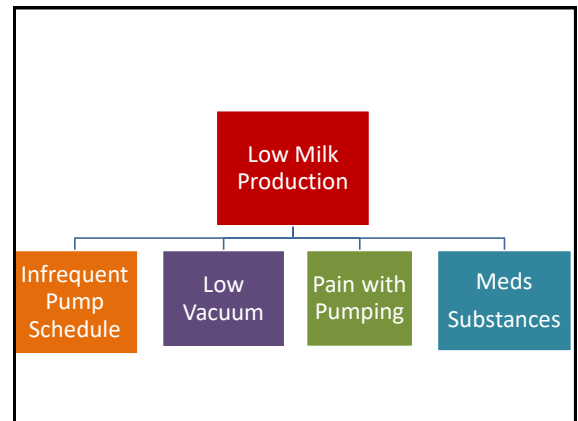 Low Milk
Production
Infrequent
Pump
Schedule
Low
Vacuum
Pain with
Pumping
Meds
Substances